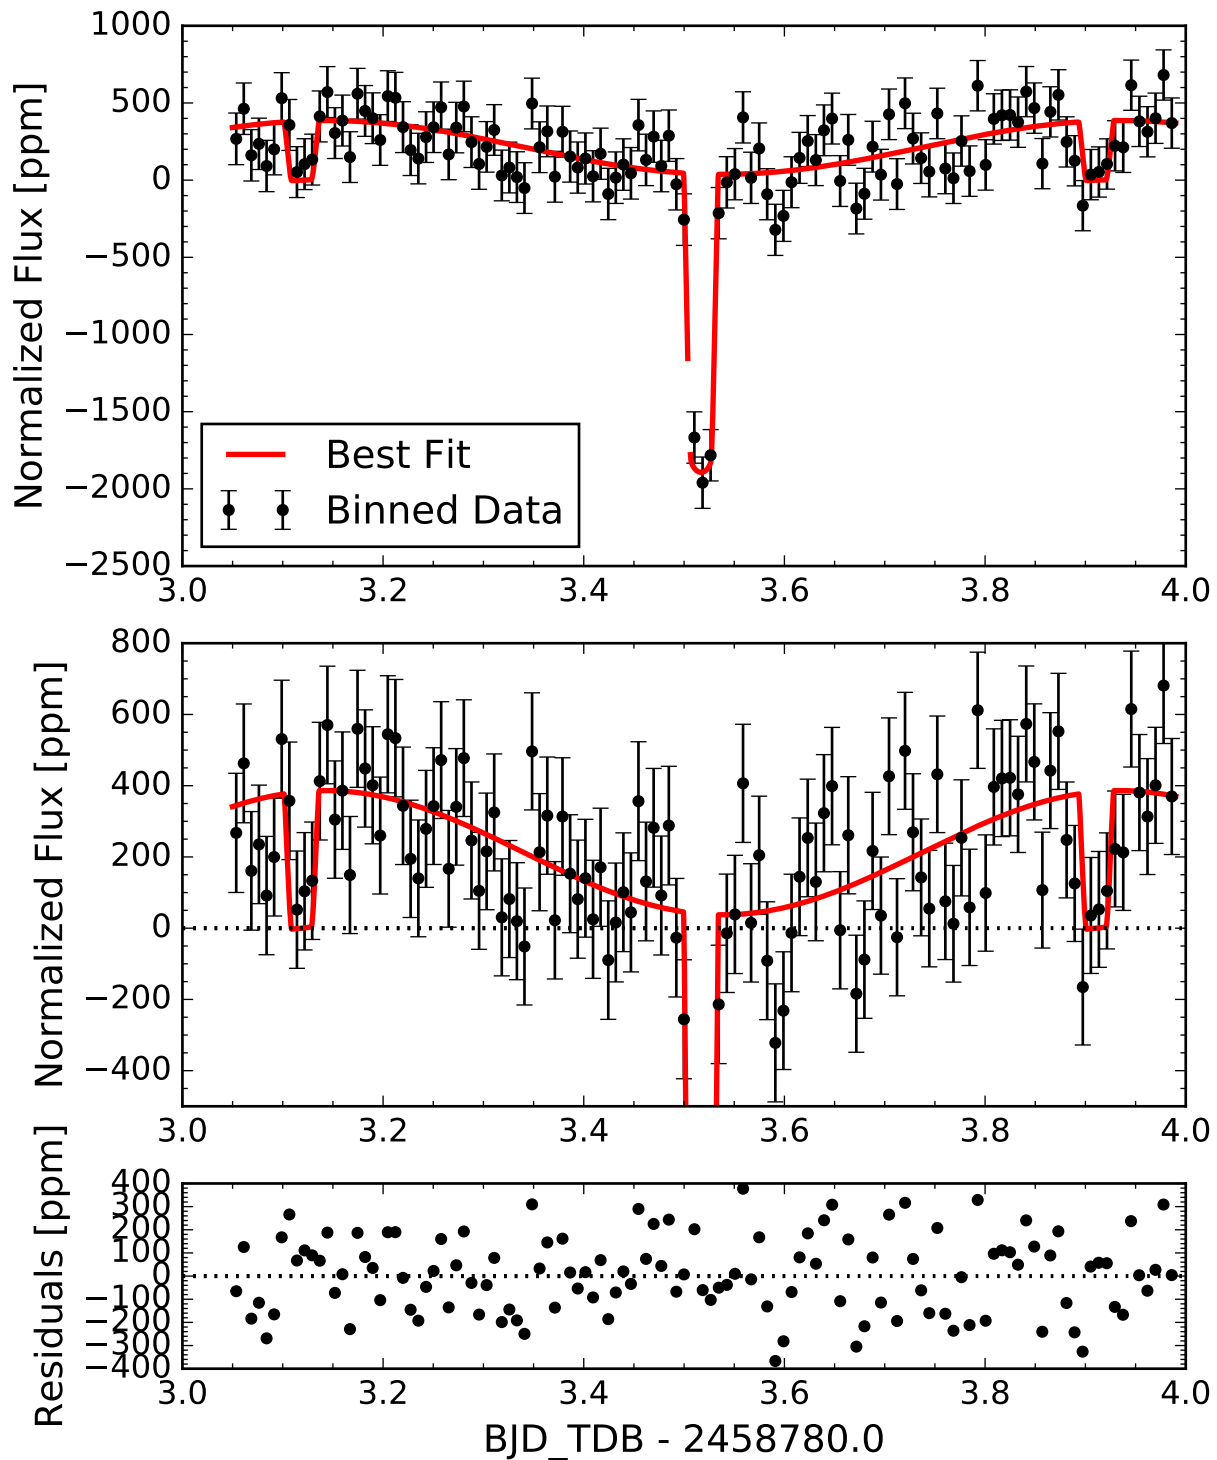 1000
500
0
−500
−1000
−1500
−2000
−2500
Normalized Flux [ppm]
Best Fit
Binned Data
3.0 3.2 3.4 3.6 3.8 4.0
800
600
400
200
0
−200
−400
Normalized Flux [ppm]
3.0 3.2 3.4 3.6 3.8 4.0
400
300
200
100
0
−100
−200
−300
−400
Residuals [ppm]
3.0 3.2 3.4 3.6 3.8 4.0
BJD_TDB - 2458780.0